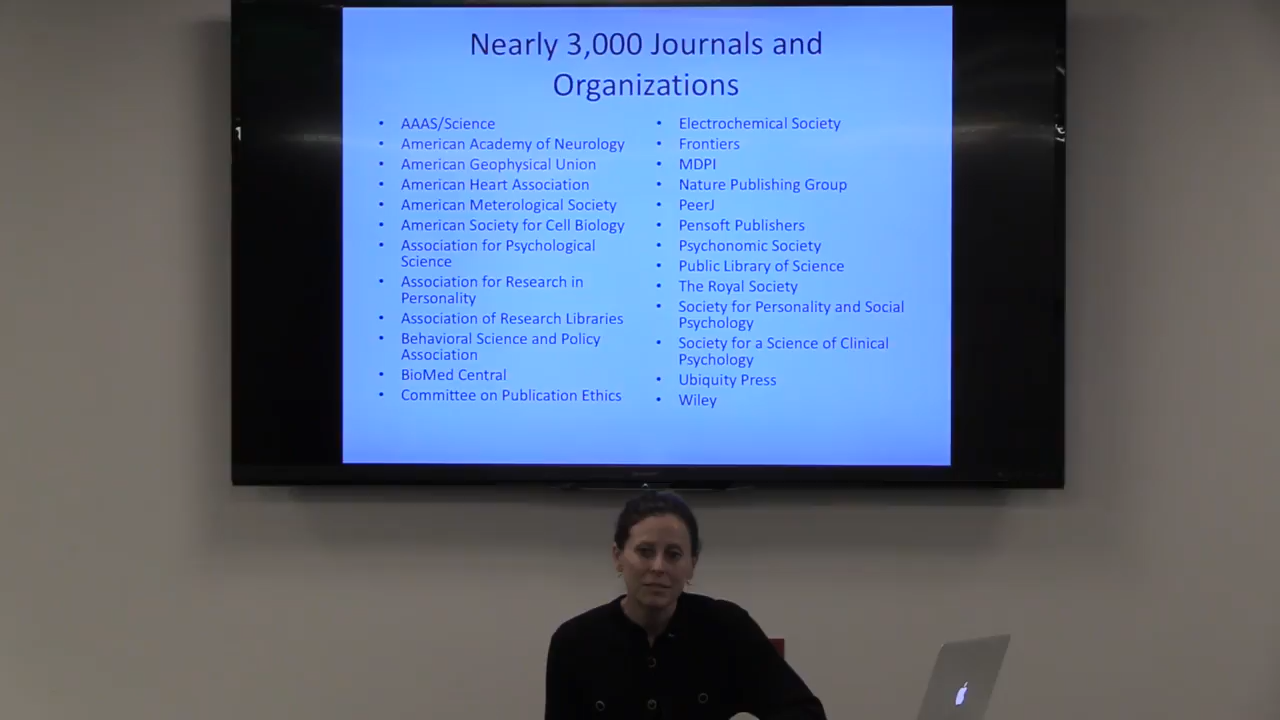 Nearly 3,000 Journals and
Organizations
• AAAS/Science
• American Academy of Neurology
• American Geophysical Union
• American Heart Association
• American Meterological Society
• American Society for Cell Biology
• Association for Psychological
Science
• Association for Research in
Personality
• Association of Research Libraries
• Behavioral Science and Policy
Association
• BioMed Central
• Committee on Publication Ethics
• Electrochemical Society
• Frontiers
• MDPI
• Nature Publishing Group
• PeerJ
• Pensoft Publishers
• Psychonomic Society
• Public Library of Science
• The Royal Society
• Society for Personality and Social
Psychology
• Society for a Science of Clinical
Psychology
• Ubiquity Press
• Wiley